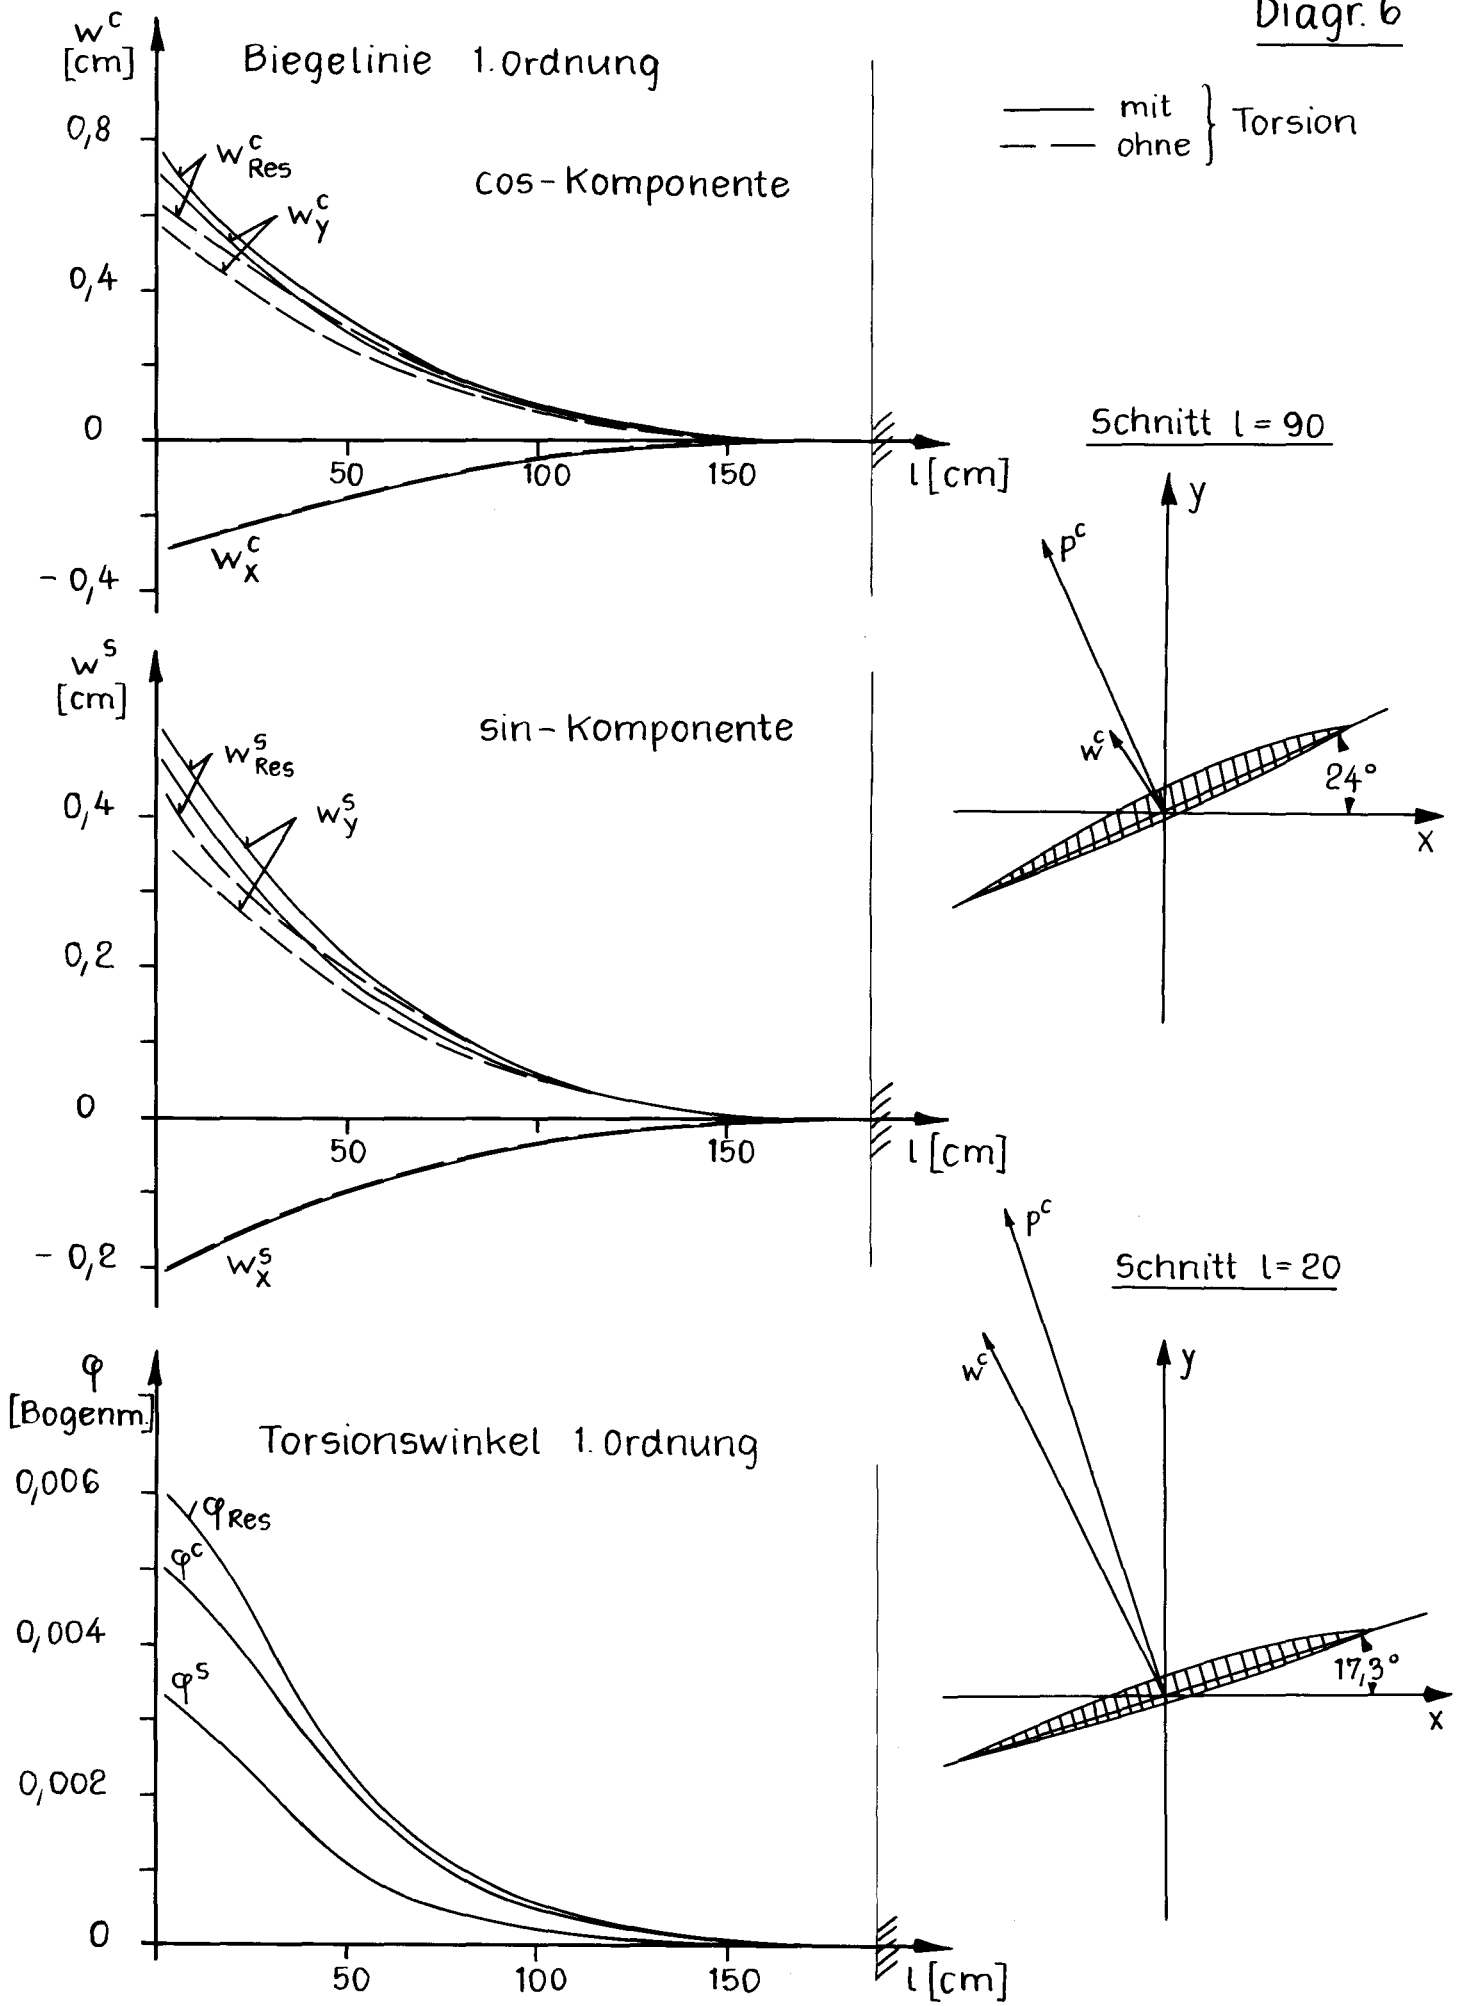 Diagr. 6
w^c
[cm]
Biegelinie 1. Ordnung
mit
ohne } Torsion
cos-Komponente
0,8
0,4
0
-0,4
w^c_Res
w^c_y
w^c_x
50 100 150
l [cm]
w^s
[cm]
sin-Komponente
0,4
0,2
0
-0,2
w^s_Res
w^s_y
w^s_x
50 150
l [cm]
φ
[Bogenm.]
Torsionswinkel 1. Ordnung
0,006
0,004
0,002
0
φ_Res
φ^c
φ^s
50 100 150
l [cm]
Schnitt l = 90
y
p^c
w^c
24°
x
Schnitt l = 20
p^c
w^c
y
17,3°
x